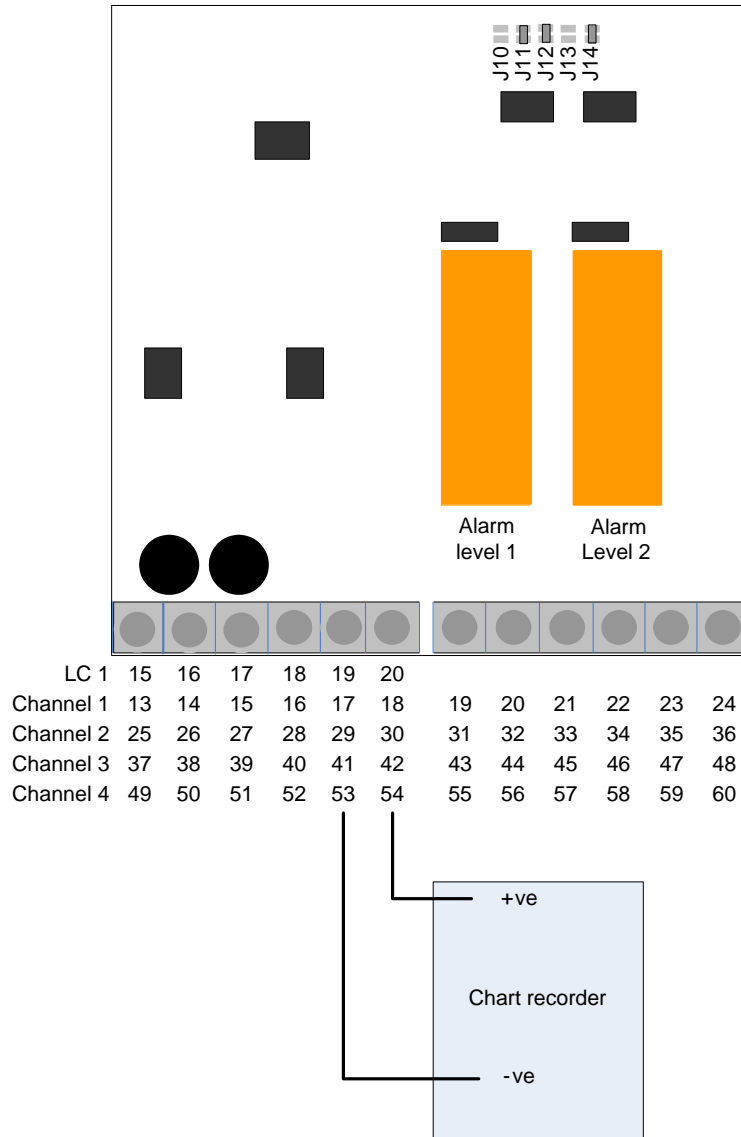 J10 J11 J12 J13 J14
Alarm
level 1
Alarm
Level 2
LC 1 15 16 17 18 19 20
Channel 1 13 14 15 16 17 18 19 20 21 22 23 24
Channel 2 25 26 27 28 29 30 31 32 33 34 35 36
Channel 3 37 38 39 40 41 42 43 44 45 46 47 48
Channel 4 49 50 51 52 53 54 55 56 57 58 59 60
+ve
Chart recorder
-ve